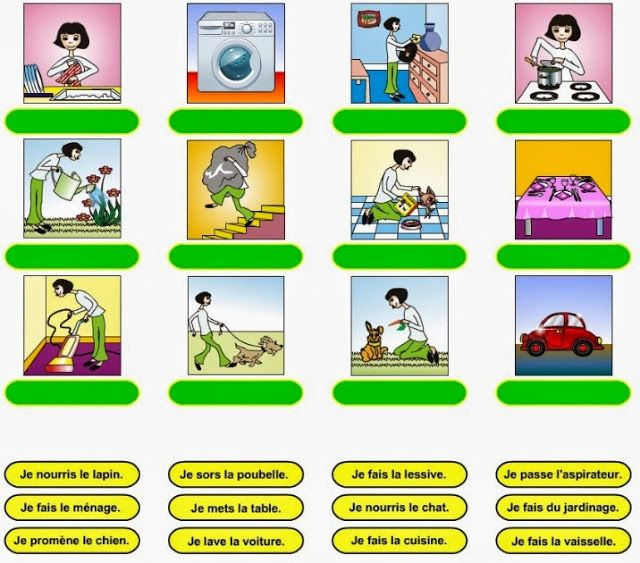 Je nourris le lapin.
Je sors la poubelle.
Je fais la lessive.
Je passe l'aspirateur.
Je fais le ménage.
Je mets la table.
Je nourris le chat.
Je fais du jardinage.
Je promène le chien.
Je lave la voiture.
Je fais la cuisine.
Je fais la vaisselle.